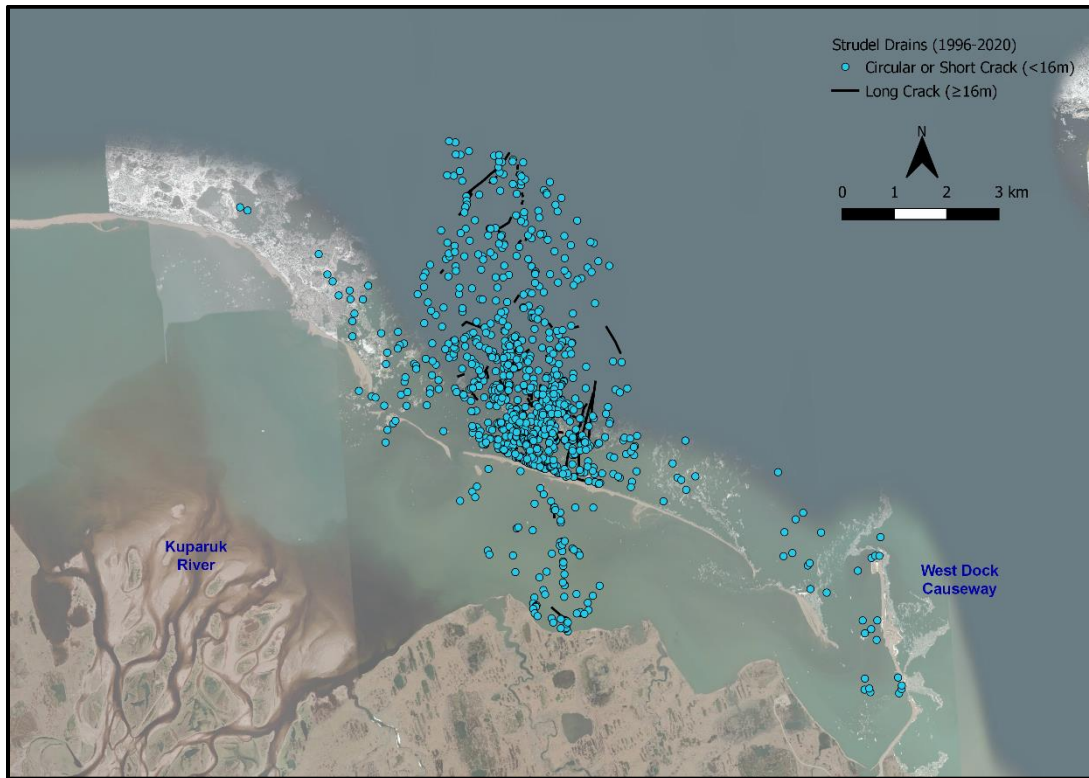 Strudel Drains (1996-2020)
Circular or Short Crack (<16m)
Long Crack (≥16m)
N
0 1 2 3 km
Kuparuk
River
West Dock
Causeway